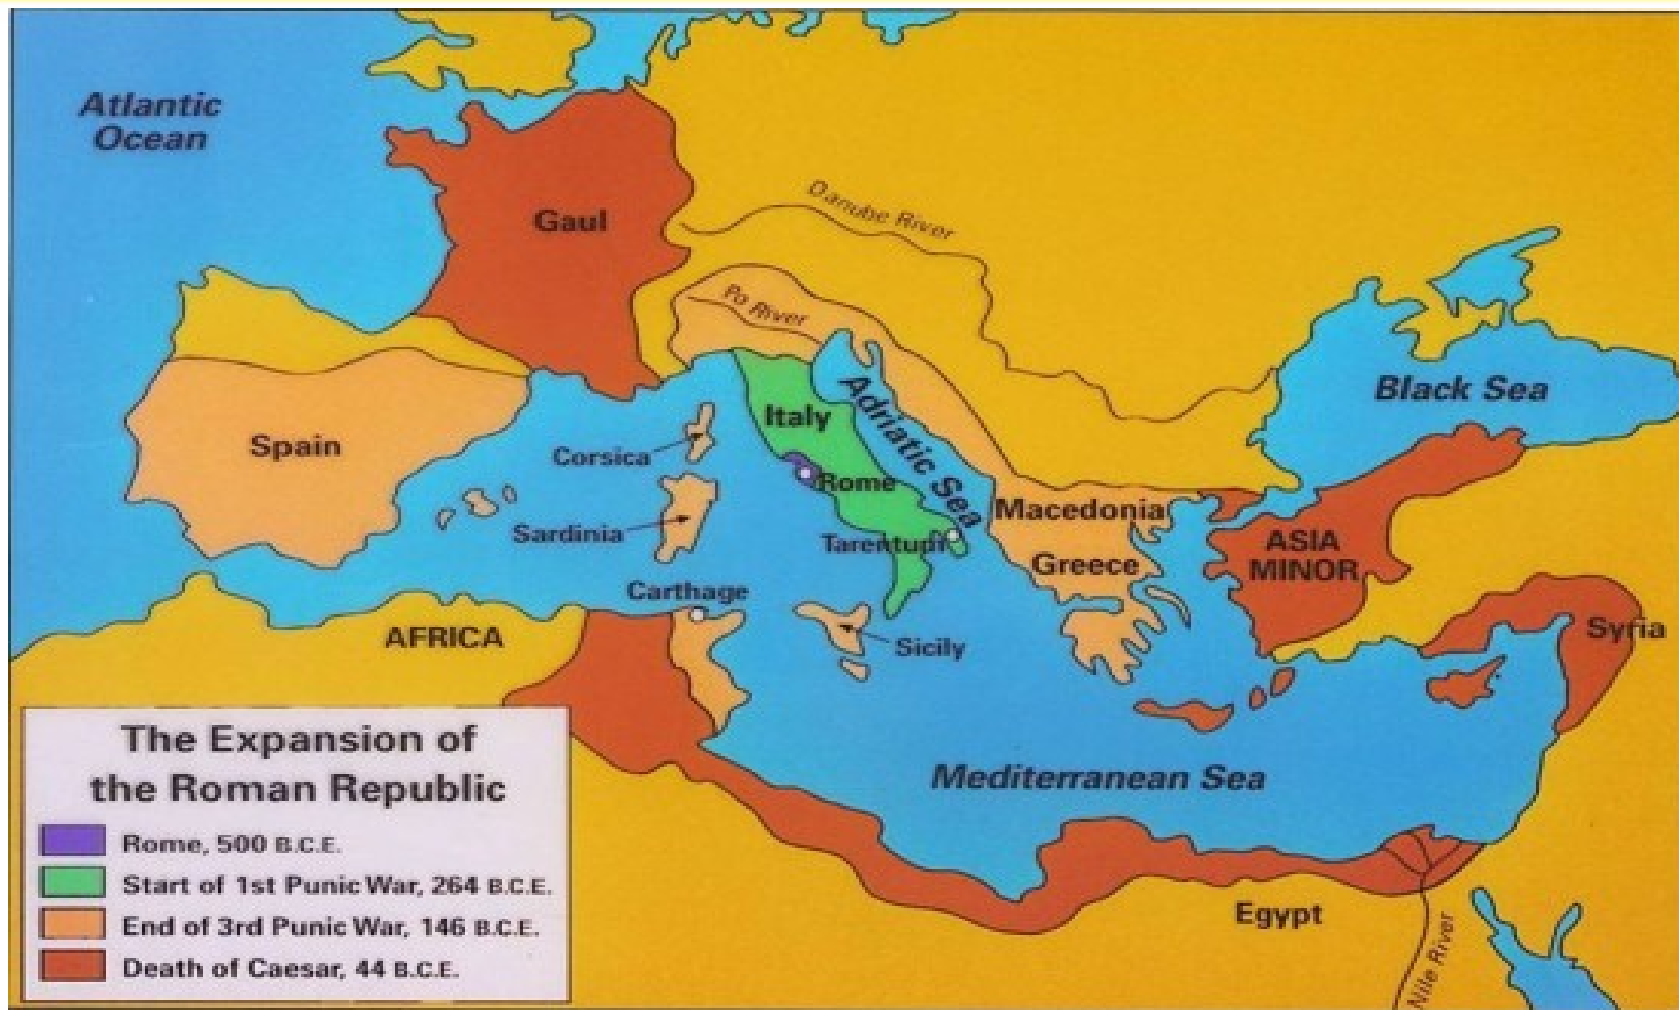 Atlantic
Ocean
Gaul
Danube River
Po River
Black Sea
Adriatic Sea
Italy
Spain
Corsica
Rome
Macedonia
Sardinia
Tarentum
ASIA
MINOR
Greece
Carthage
AFRICA
Sicily
Syria
Mediterranean Sea
Egypt
Nile River
The Expansion of
the Roman Republic
Rome, 500 B.C.E.
Start of 1st Punic War, 264 B.C.E.
End of 3rd Punic War, 146 B.C.E.
Death of Caesar, 44 B.C.E.